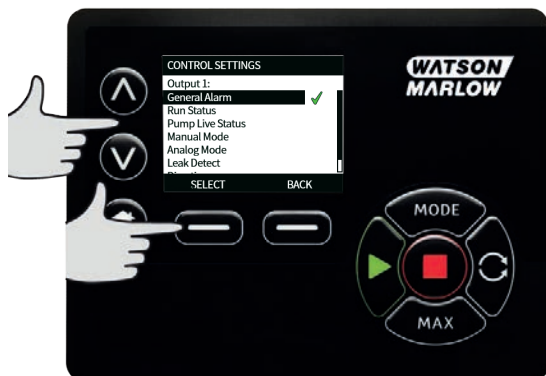 CONTROL SETTINGS
Output 1:
General Alarm
Run Status
Pump Live Status
Manual Mode
Analog Mode
Leak Detect
SELECT BACK
WATSON
MARLOW
MODE
MAX